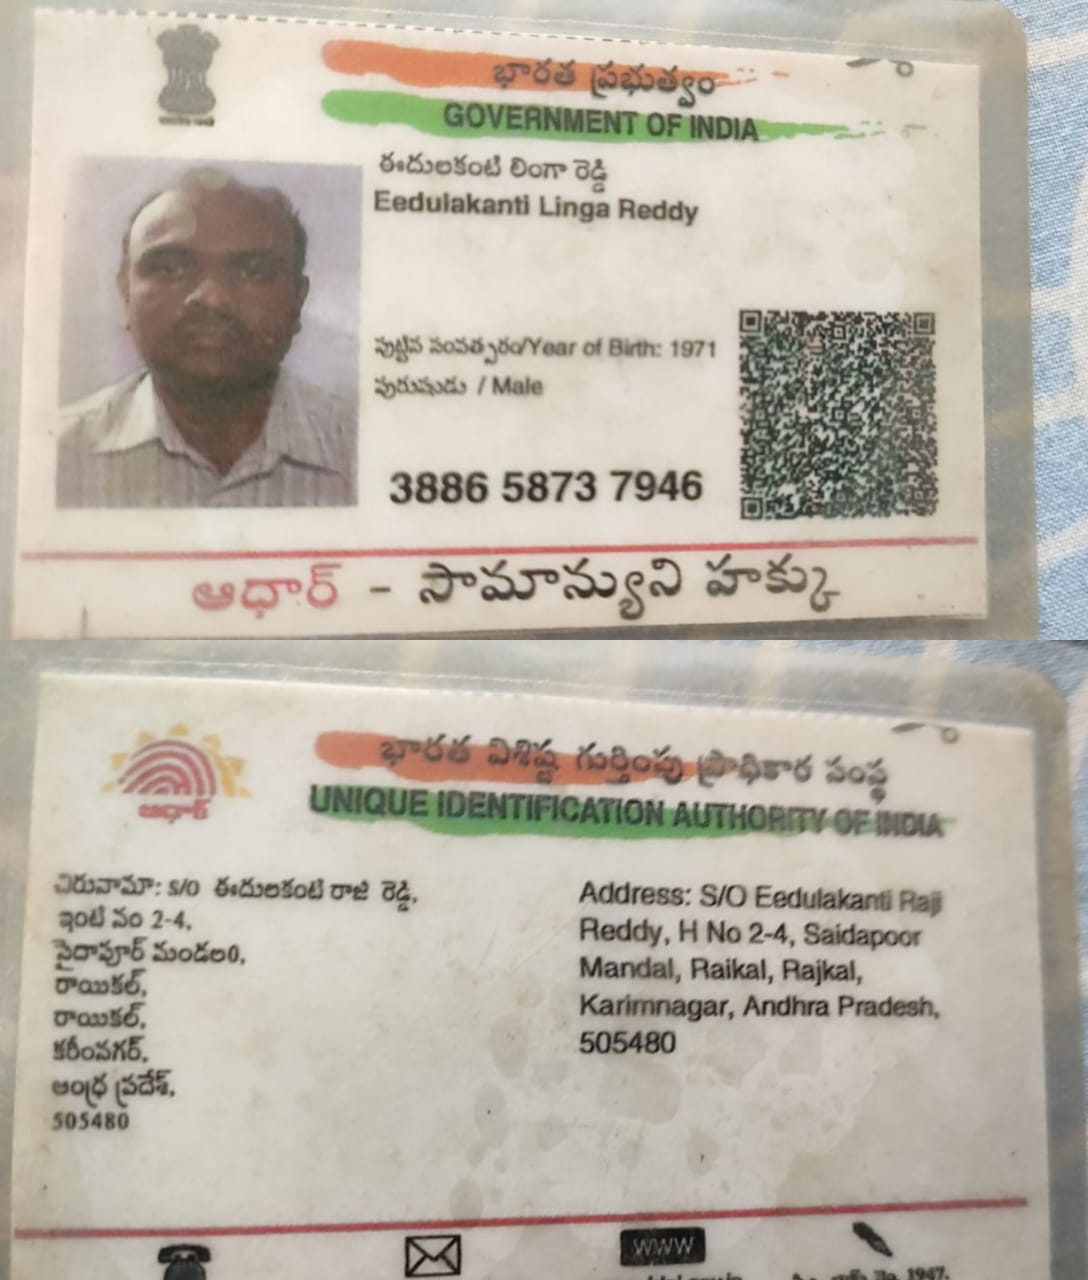 భారత ప్రభుత్వం
GOVERNMENT OF INDIA
ఈదులకంటి లింగా రెడ్డి
Eedulakanti Linga Reddy
పుట్టిన సంవత్సరం/Year of Birth: 1971
పురుషుడు / Male
3886 5873 7946
ఆధార్ - సామాన్యుని హక్కు
భారత విశిష్ట గుర్తింపు ప్రాధికార సంస్థ
ఆధార్
UNIQUE IDENTIFICATION AUTHORITY OF INDIA
చిరునామా: S/O ఈదులకంటి రాజి రెడ్డి,
ఇంటి నం 2-4,
సైదాపూర్ మండలం,
రాయికల్,
రాయికల్,
కరీంనగర్,
ఆంధ్ర ప్రదేశ్,
505480
Address: S/O Eedulakanti Raji
Reddy, H No 2-4, Saidapoor
Mandal, Raikal, Rajkal,
Karimnagar, Andhra Pradesh,
505480
WWW
1947,